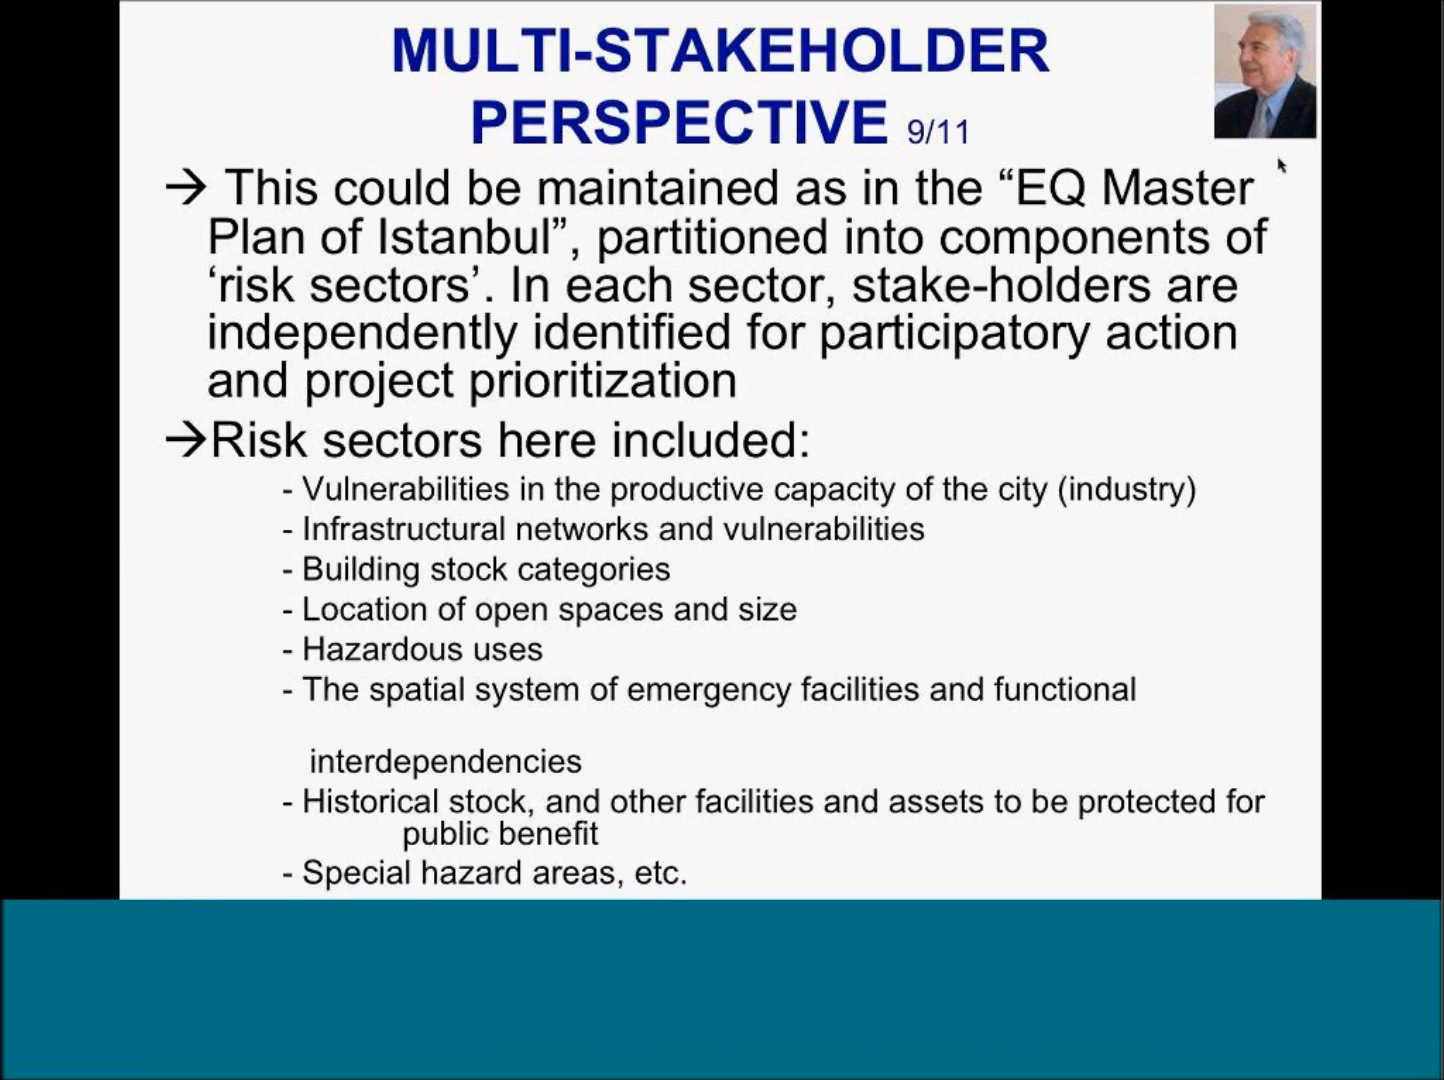 MULTI-STAKEHOLDER
PERSPECTIVE 9/11
→ This could be maintained as in the “EQ Master
Plan of Istanbul”, partitioned into components of
‘risk sectors’. In each sector, stake-holders are
independently identified for participatory action
and project prioritization
→Risk sectors here included:
- Vulnerabilities in the productive capacity of the city (industry)
- Infrastructural networks and vulnerabilities
- Building stock categories
- Location of open spaces and size
- Hazardous uses
- The spatial system of emergency facilities and functional
interdependencies
- Historical stock, and other facilities and assets to be protected for
public benefit
- Special hazard areas, etc.